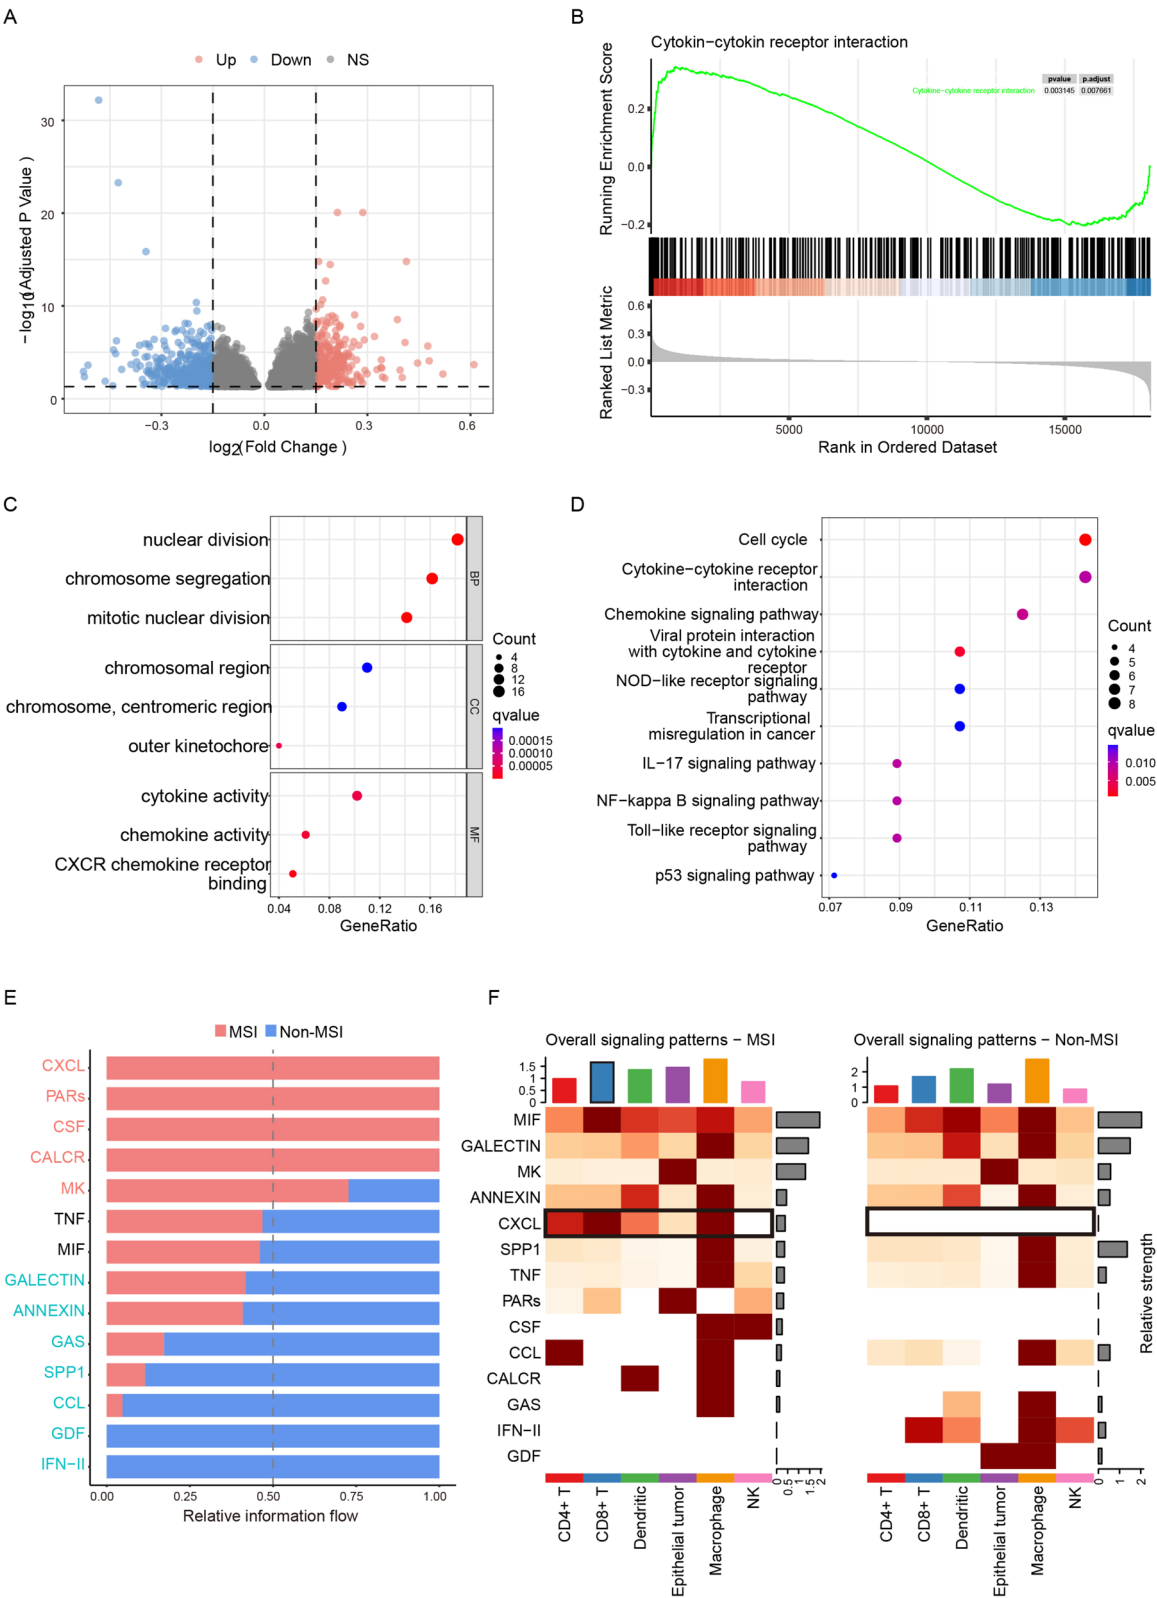 A
Up Down NS
−log10(Adjusted P Value )
30
20
10
0
−0.3 0.0 0.3 0.6
log2(Fold Change )
B
Cytokin−cytokin receptor interaction
Running Enrichment Score
0.2
0.0
−0.2
pvalue p.adjust
Cytokine−cytokine receptor interaction 0.003145 0.007661
Ranked List Metric
0.6
0.3
0.0
−0.3
5000 10000 15000
Rank in Ordered Dataset
C
nuclear division
chromosome segregation
mitotic nuclear division
BP
chromosomal region
chromosome, centromeric region
outer kinetochore
CC
cytokine activity
chemokine activity
CXCR chemokine receptor
binding
MF
0.04 0.08 0.12 0.16
GeneRatio
Count
4
8
12
16
qvalue
0.00015
0.00010
0.00005
D
Cell cycle
Cytokine−cytokine receptor
interaction
Chemokine signaling pathway
Viral protein interaction
with cytokine and cytokine
receptor
NOD−like receptor signaling
pathway
Transcriptional
misregulation in cancer
IL−17 signaling pathway
NF−kappa B signaling pathway
Toll−like receptor signaling
pathway
p53 signaling pathway
0.07 0.09 0.11 0.13
GeneRatio
Count
4
5
6
7
8
qvalue
0.010
0.005
E
MSI Non−MSI
CXCL
PARs
CSF
CALCR
MK
TNF
MIF
GALECTIN
ANNEXIN
GAS
SPP1
CCL
GDF
IFN−II
0.00 0.25 0.50 0.75 1.00
Relative information flow
F
Overall signaling patterns − MSI
1.5
1
0.5
0
MIF
GALECTIN
MK
ANNEXIN
CXCL
SPP1
TNF
PARs
CSF
CCL
CALCR
GAS
IFN−II
GDF
CD4+ T
CD8+ T
Dendritic
Epithelial tumor
Macrophage
NK
0
0.5
1
1.5
2
Overall signaling patterns − Non−MSI
2
1
0
CD4+ T
CD8+ T
Dendritic
Epithelial tumor
Macrophage
NK
0
1
2
Relative strength